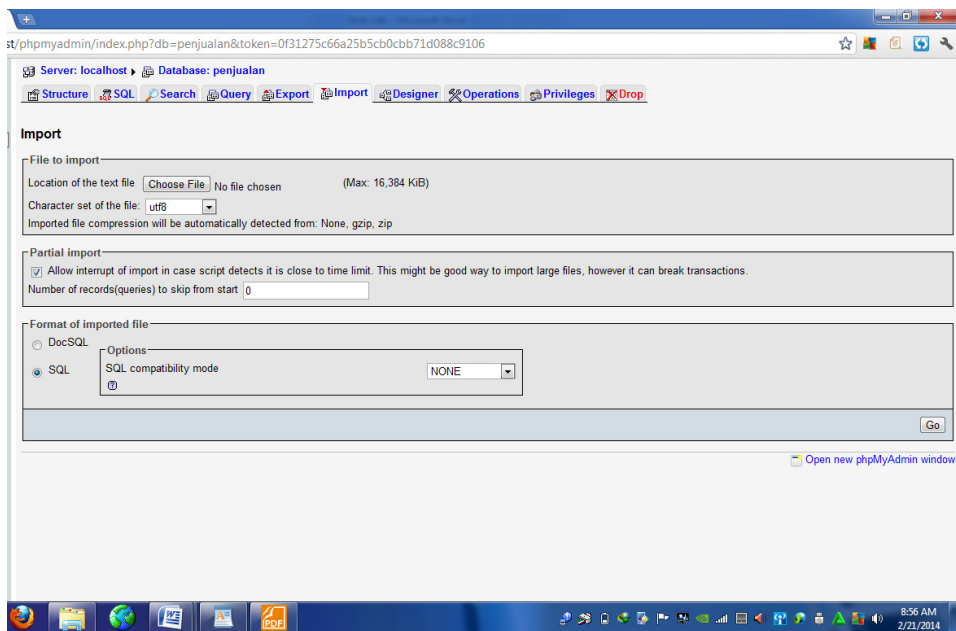 st/phpmyadmin/index.php?db=penjualan&token=0f31275c66a25b5cb0cbb71d088c9106
Server: localhost Database: penjualan
Structure SQL Search Query Export Import Designer Operations Privileges Drop
Import
File to import
Location of the text file Choose File No file chosen (Max: 16,384 KiB)
Character set of the file: utf8
Imported file compression will be automatically detected from: None, gzip, zip
Partial import
Allow interrupt of import in case script detects it is close to time limit. This might be good way to import large files, however it can break transactions.
Number of records(queries) to skip from start 0
Format of imported file
DocSQL
Options
SQL SQL compatibility mode NONE
Go
Open new phpMyAdmin window
PDF
8:56 AM
2/21/2014